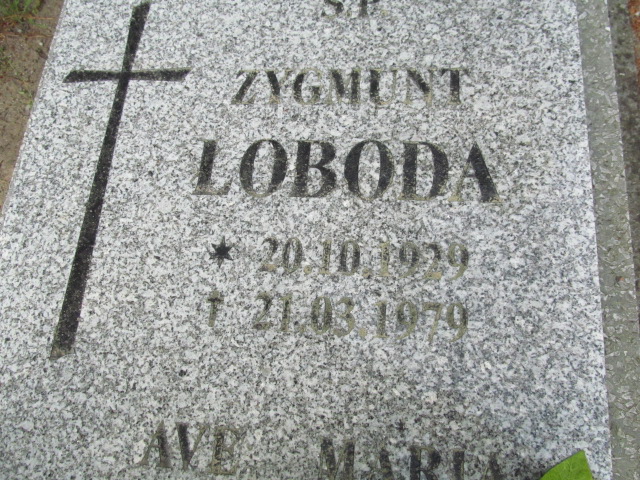 Ś.P.
ZYGMUNT
LOBODA
* 20.10.1929
† 21.03.1979
AVE MARIA